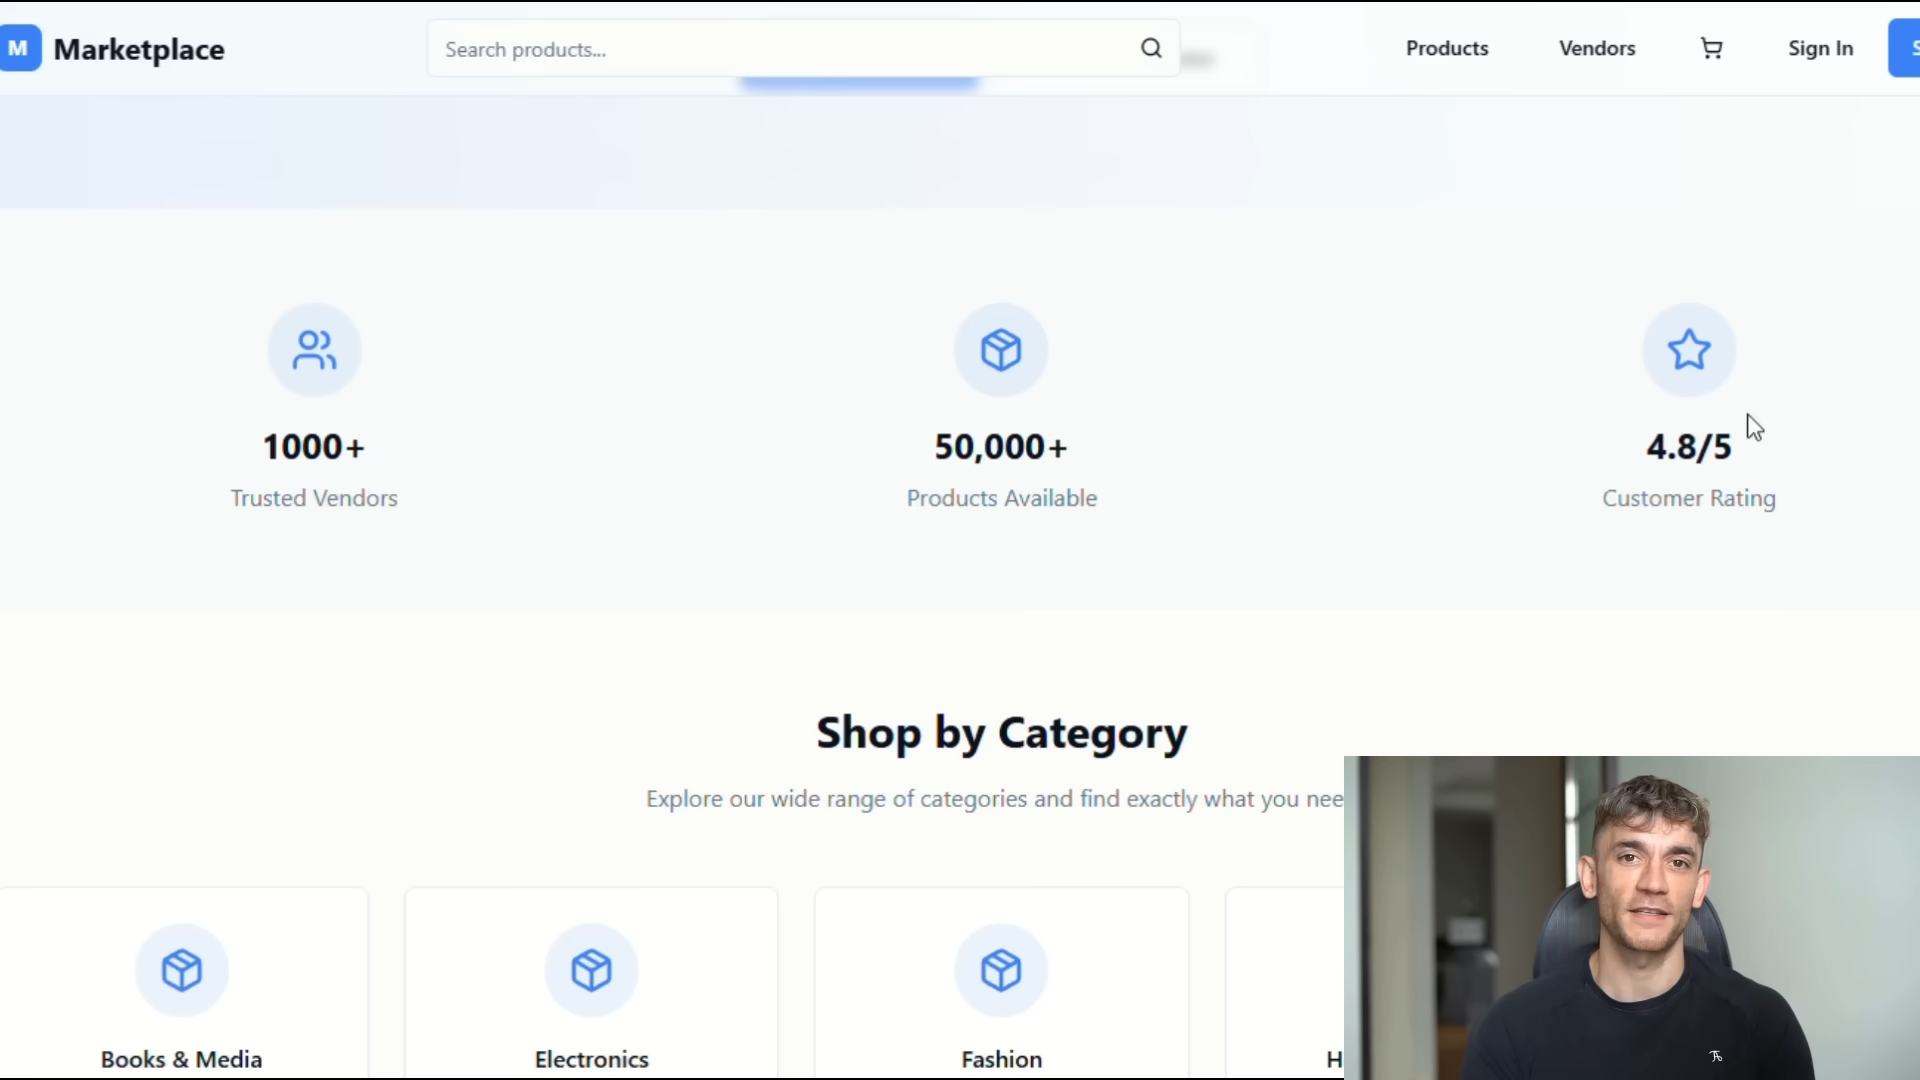 M Marketplace
Search products...
Products
Vendors
Sign In
1000+
50,000+
4.8/5
Trusted Vendors
Products Available
Customer Rating
Shop by Category
Explore our wide range of categories and find exactly what you nee
Books & Media
Electronics
Fashion
H